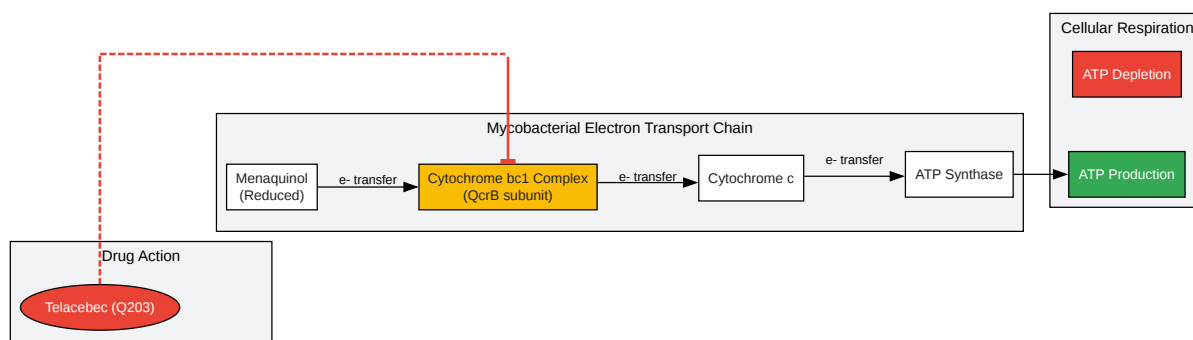 Cellular Respiration
ATP Depletion
Mycobacterial Electron Transport Chain
Menaquinol
(Reduced)
e- transfer
Cytochrome bc1 Complex
(QcrB subunit)
e- transfer
Cytochrome c
e- transfer
ATP Synthase
ATP Production
Drug Action
Telacebec (Q203)